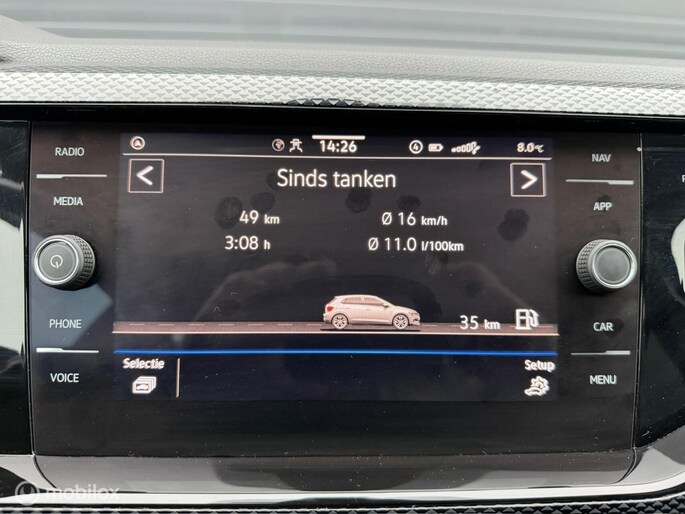 RADIO
MEDIA
PHONE
VOICE
14:26
4
8.0°C
< Sinds tanken >
49 km Ø 16 km/h
3:08 h Ø 11.0 l/100km
35 km
Selectie
Setup
NAV
APP
CAR
MENU
mobilox